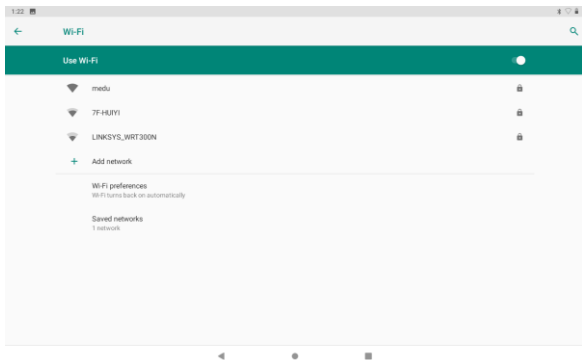 1:22
Wi-Fi
Use Wi-Fi
medu
7F-HUIYI
LINKSYS_WRT300N
Add network
Wi-Fi preferences
Wi-Fi turns back on automatically
Saved networks
1 network